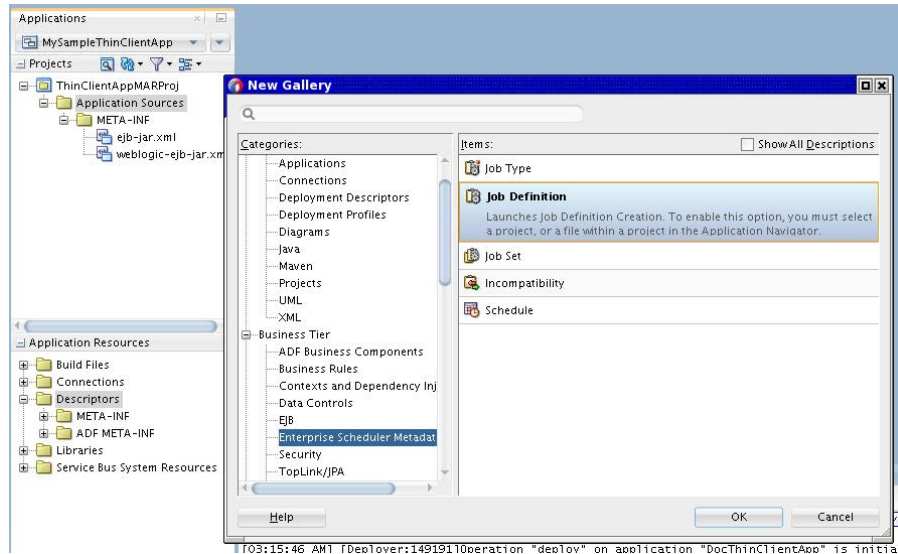 Applications
MySampleThinClientApp
Projects
ThinClientAppMARProj
Application Sources
META-INF
ejb-jar.xml
weblogic-ejb-jar.xm
Application Resources
Build Files
Connections
Descriptors
META-INF
ADF META-INF
Libraries
Service Bus System Resources
New Gallery
Categories:
Applications
Connections
Deployment Descriptors
Deployment Profiles
Diagrams
Java
Maven
Projects
UML
XML
Business Tier
ADF Business Components
Business Rules
Contexts and Dependency Inj
Data Controls
EJB
Enterprise Scheduler Metadat
Security
TopLink/JPA
Items:
Show All Descriptions
Job Type
Job Definition
Launches Job Definition Creation. To enable this option, you must select
a project, or a file within a project in the Application Navigator.
Job Set
Incompatibility
Schedule
Help
OK
Cancel
[03:15:46 AM] [Deployer:149191]Operation "deploy" on application "DocThinClientApp" is initia